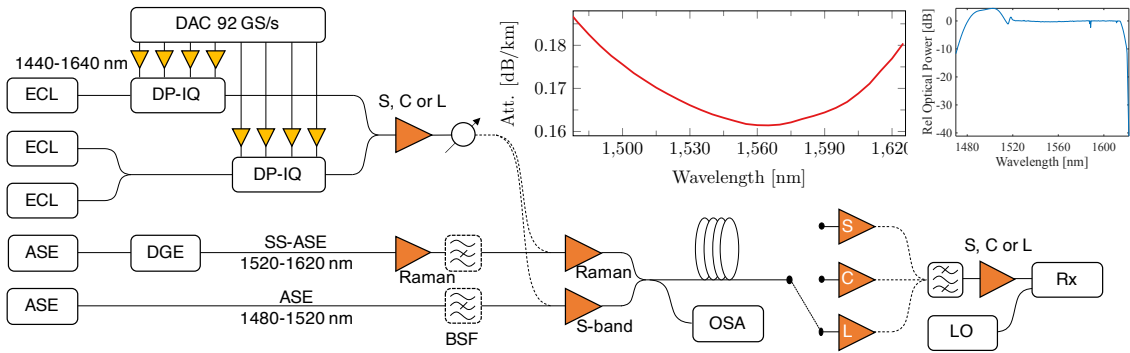 DAC 92 GS/s
1440-1640 nm
ECL
DP-IQ
S, C or L
ECL
ECL
DP-IQ
ASE
DGE
SS-ASE
1520-1620 nm
Raman
Raman
ASE
ASE
1480-1520 nm
BSF
S-band
OSA
S
C
L
S, C or L
Rx
LO
Att. [dB/km]
0.18
0.17
0.16
1,500
1,530
1,560
1,590
1,620
Wavelength [nm]
Rel Optical Power [dB]
0
-10
-20
-30
-40
1480
1520
1560
1600
Wavelength [nm]